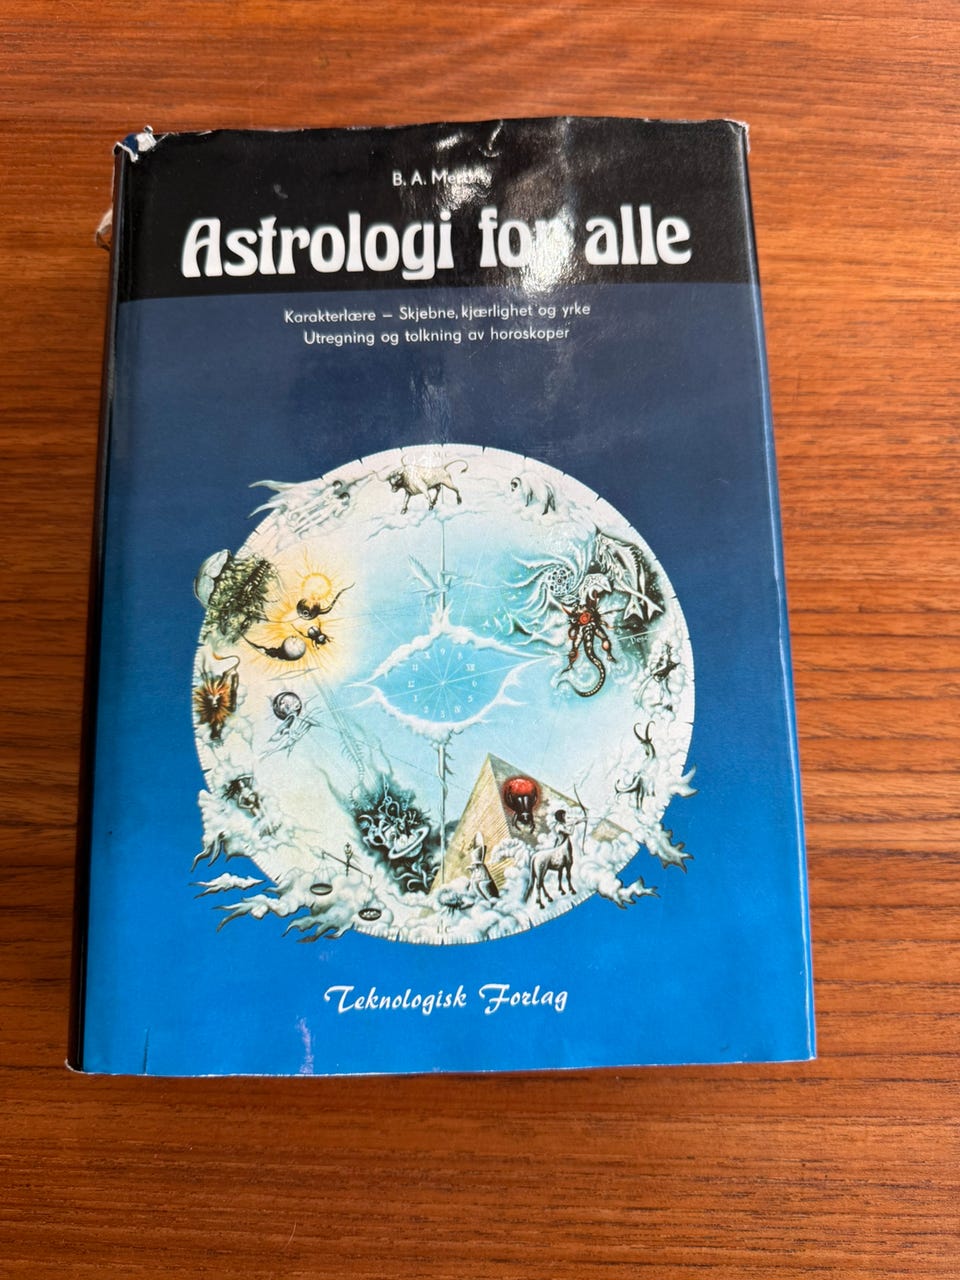 B. A.
Astrologi for alle
Karakterlære – Skjebne, kjærlighet og yrke
Utregning og tolkning av horoskoper
Teknologisk Forlag